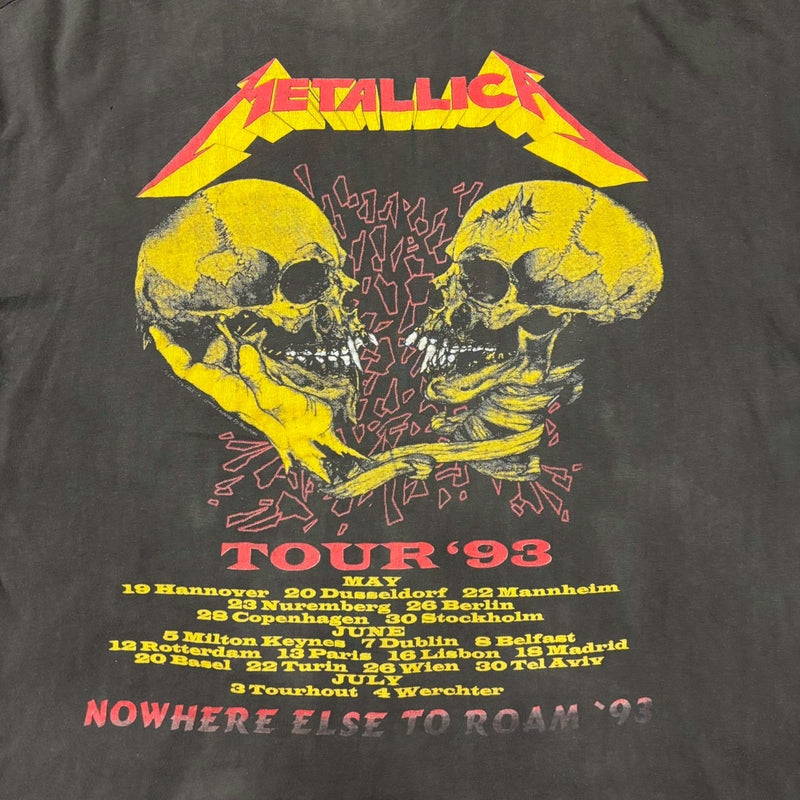 METALLICA
TOUR '93
MAY
19 Hannover 20 Dusseldorf 22 Mannheim
23 Nuremberg 26 Berlin
28 Copenhagen 30 Stockholm
JUNE
5 Milton Keynes 7 Dublin 8 Belfast
12 Rotterdam 13 Paris 16 Lisbon 18 Madrid
20 Basel 22 Turin 26 Wien 30 Tel Aviv
JULY
3 Tourhout 4 Werchter
NOWHERE ELSE TO ROAM '93